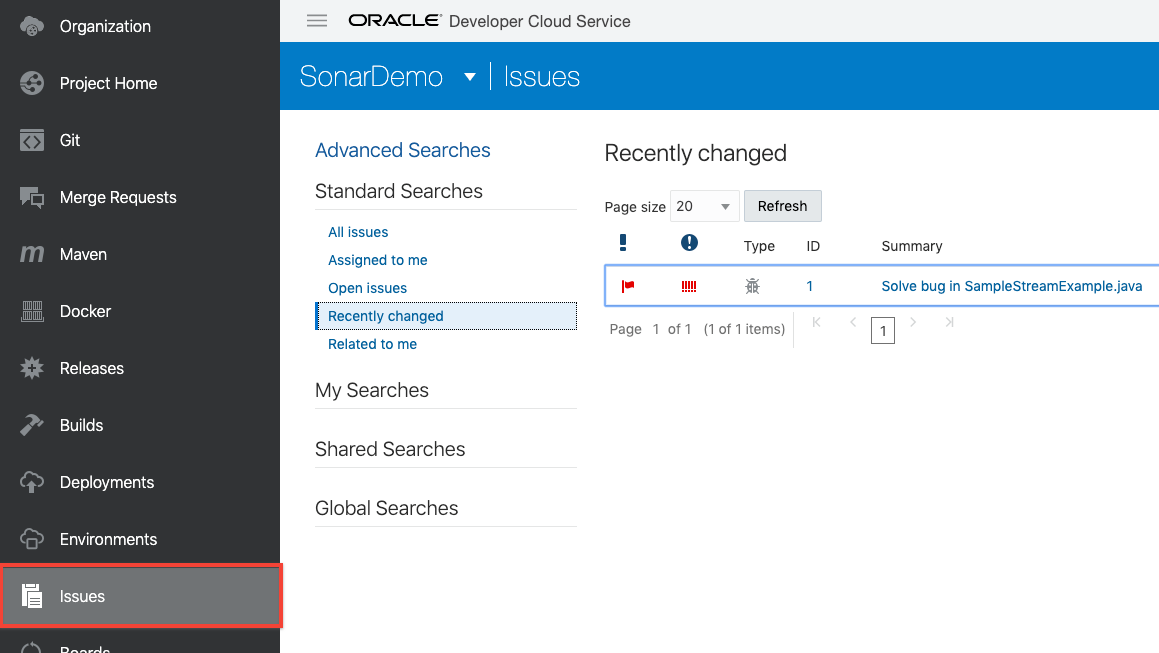 Organization
Project Home
Git
Merge Requests
Maven
Docker
Releases
Builds
Deployments
Environments
Issues
Boards
ORACLE® Developer Cloud Service
SonarDemo Issues
Advanced Searches
Standard Searches
All issues
Assigned to me
Open issues
Recently changed
Related to me
My Searches
Shared Searches
Global Searches
Recently changed
Page size 20 Refresh
Type ID Summary
1 Solve bug in SampleStreamExample.java
Page 1 of 1 (1 of 1 items) 1